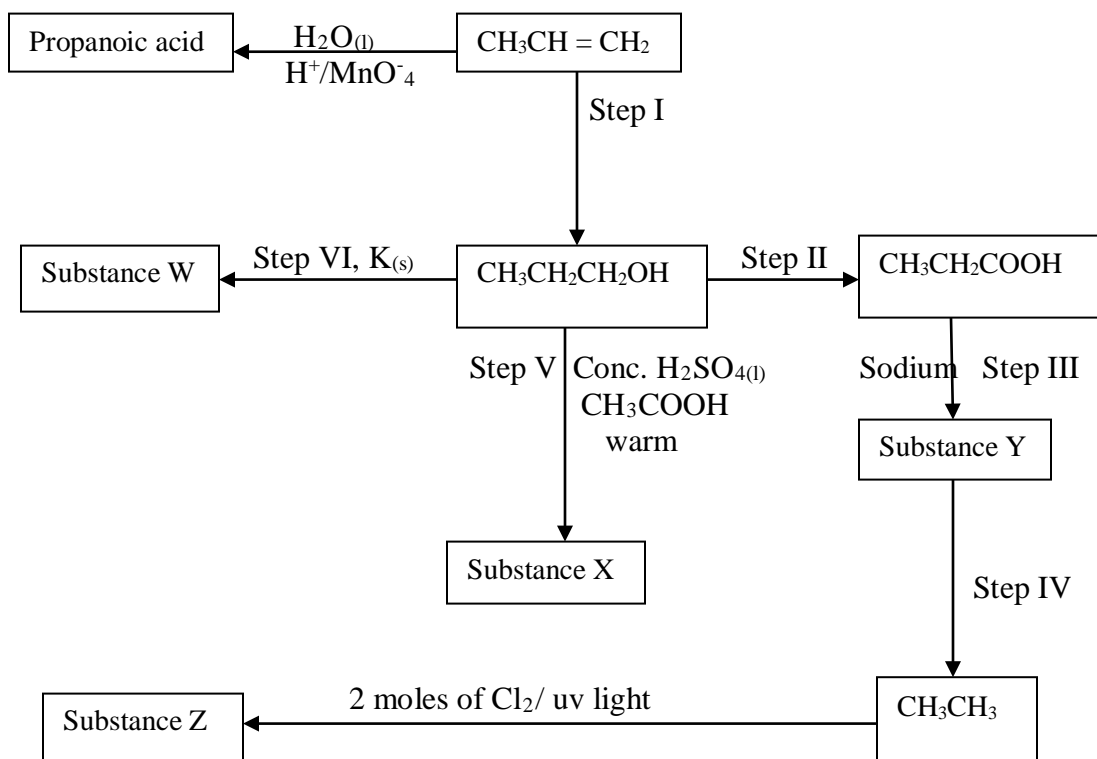 Propanoic acid
H₂O₍ₗ₎
H⁺/MnO⁻₄
CH₃CH = CH₂
Step I
Substance W
Step VI, K₍ₛ₎
CH₃CH₂CH₂OH
Step II
CH₃CH₂COOH
Step V
Conc. H₂SO₄₍ₗ₎
CH₃COOH
warm
Sodium
Step III
Substance Y
Substance X
Step IV
2 moles of Cl₂/ uv light
Substance Z
CH₃CH₃